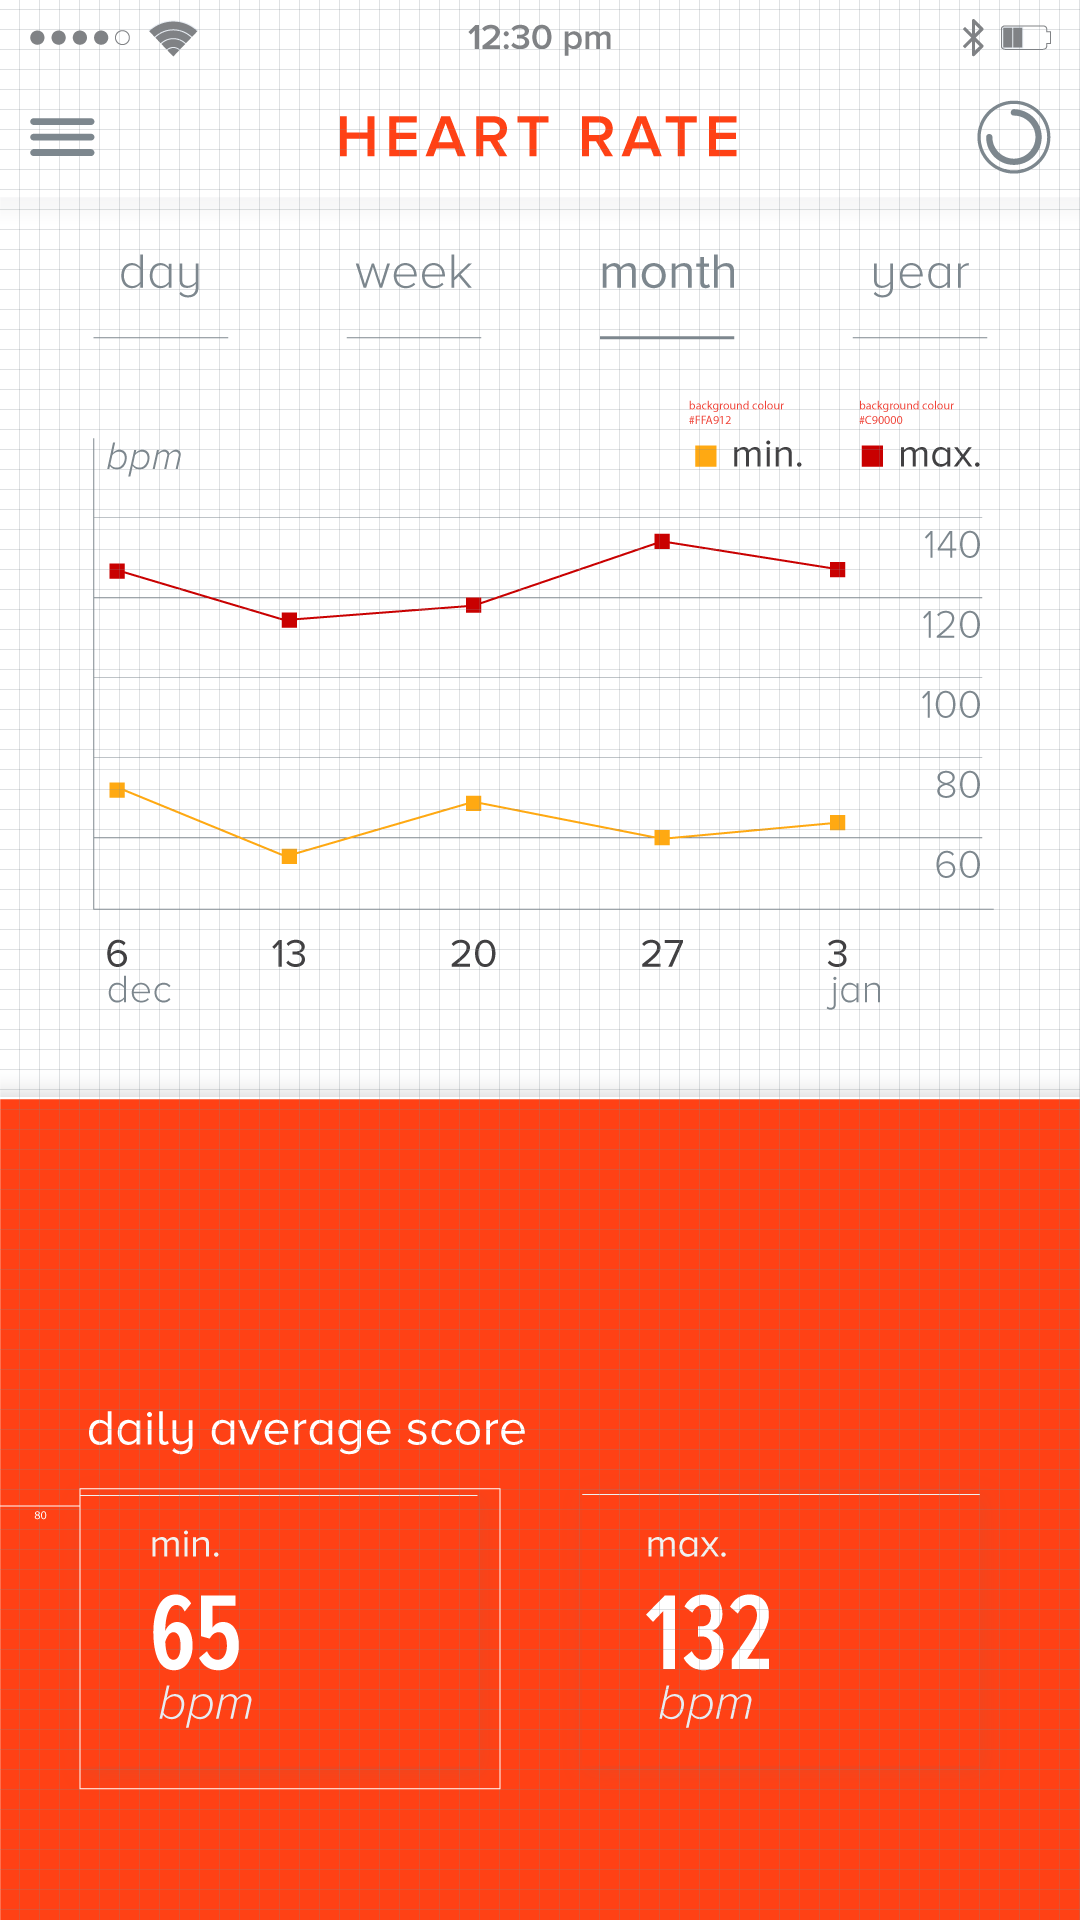 12:30 pm
HEART RATE
day week month year
background colour
#FFA912
background colour
#C90000
bpm
min. max.
140
120
100
80
60
6 13 20 27 3
dec jan
daily average score
80
min. max.
65 132
bpm bpm